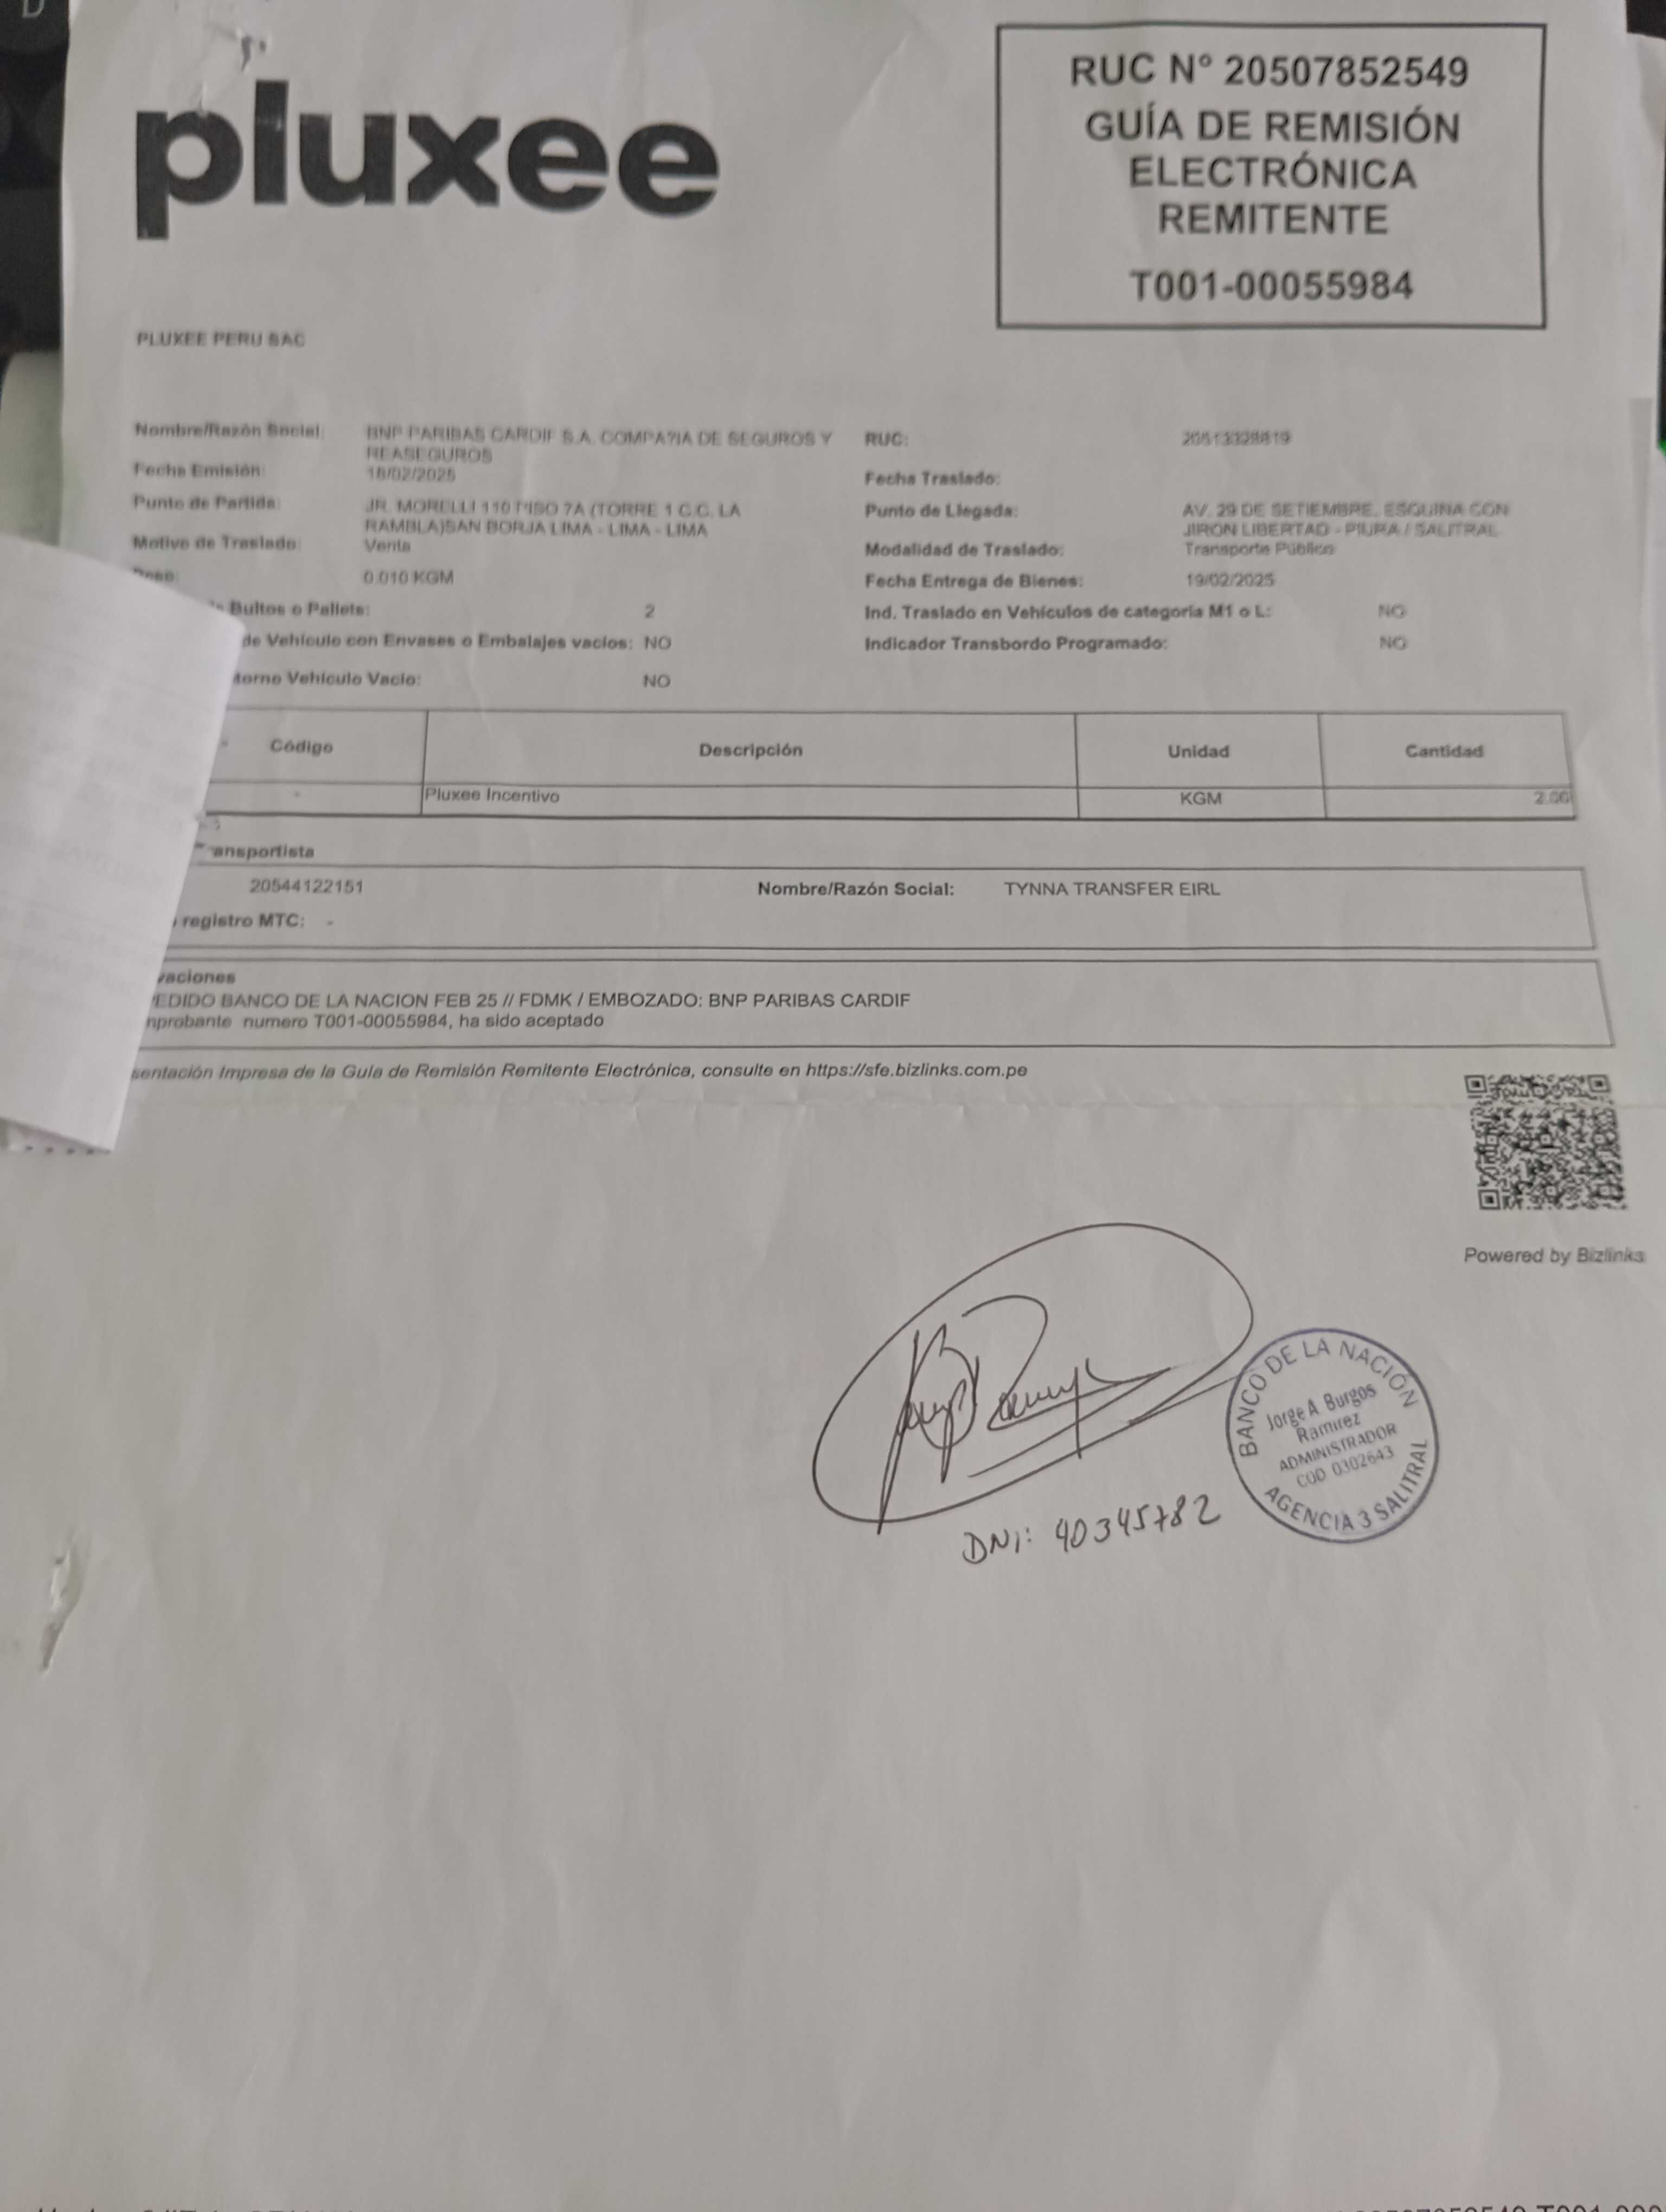 pluxee
RUC N° 20507852549
GUÍA DE REMISIÓN
ELECTRÓNICA
REMITENTE
T001-00055984
PLUXEE PERU SAC
Nombre/Razón Social: BNP PARIBAS CARDIF S.A. COMPA?IA DE SEGUROS Y REASEGUROS
RUC:
Fecha Emisión: 18/02/2025
Fecha Traslado:
Punto de Partida: JR. MORELLI 110 PISO 7A (TORRE 1 C.C. LA RAMBLA)SAN BORJA LIMA - LIMA - LIMA
Punto de Llegada: AV. 29 DE SETIEMBRE, ESQUINA CON JIRON LIBERTAD - PIURA / SALITRAL
Motivo de Traslado: Venta
Modalidad de Traslado: Transporte Público
0.010 KGM
Fecha Entrega de Bienes: 19/02/2025
Bultos o Pallets: 2
Ind. Traslado en Vehículos de categoría M1 o L: NO
de Vehículo con Envases o Embalajes vacíos: NO
Indicador Transbordo Programado: NO
torno Vehículo Vacío: NO
Código Descripción Unidad Cantidad
- Pluxee Incentivo KGM
ansportista
20544122151 Nombre/Razón Social: TYNNA TRANSFER EIRL
registro MTC: -
vaciones
EDIDO BANCO DE LA NACION FEB 25 // FDMK / EMBOZADO: BNP PARIBAS CARDIF
nprobante numero T001-00055984, ha sido aceptado
sentación Impresa de la Guía de Remisión Remitente Electrónica, consulte en https://sfe.bizlinks.com.pe
Powered by Bizlinks
BANCO DE LA NACIÓN
Jorge A. Burgos
Ramirez
ADMINISTRADOR
COD 0302643
AGENCIA 3 SALITRAL
DNI: 40345782